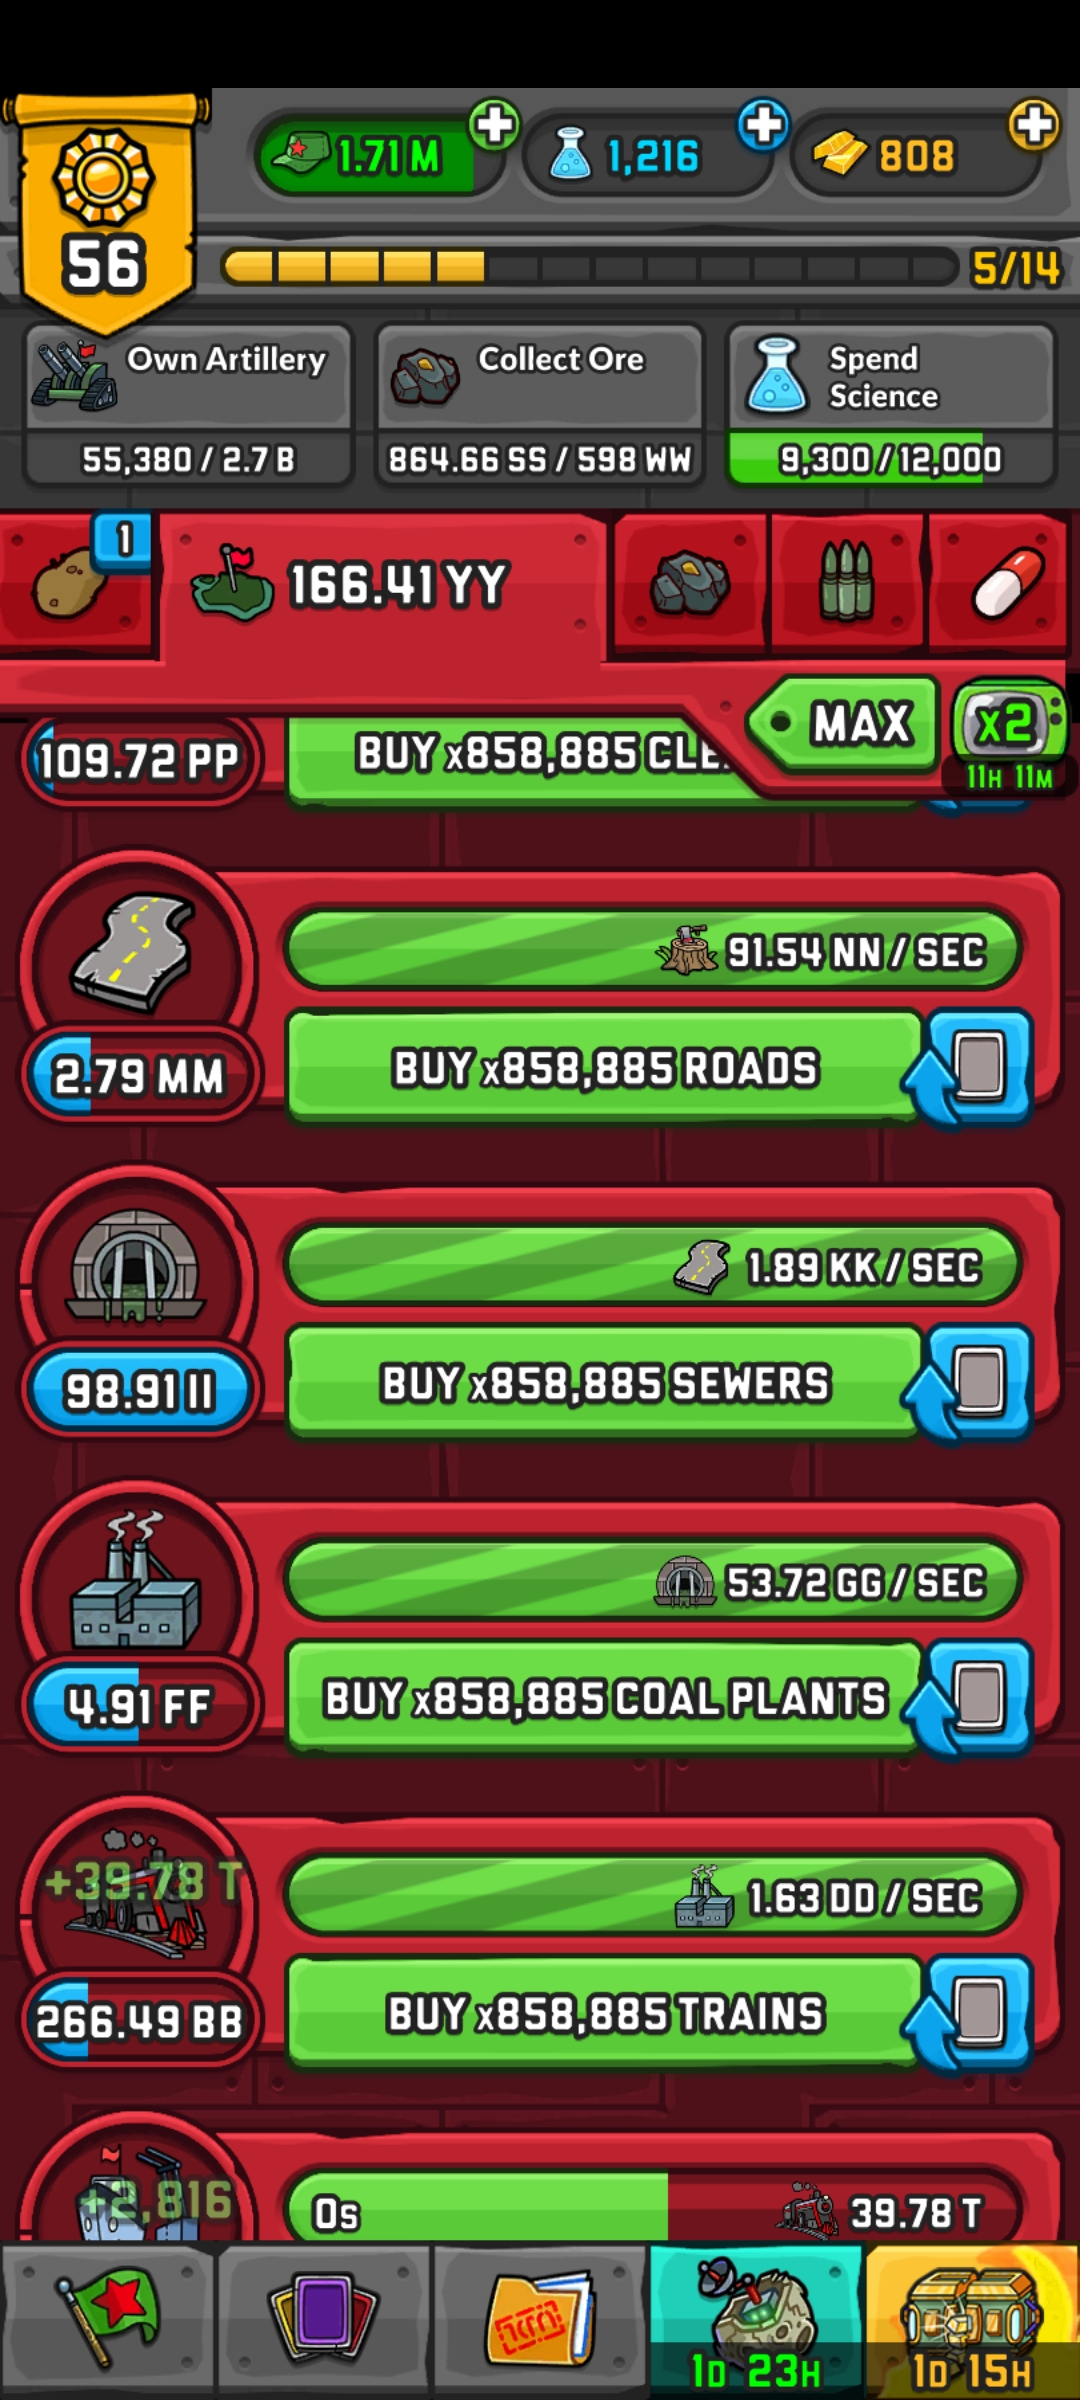 1.71 M
1,216
808
56
5/14
Own Artillery
55,380 / 2.7 B
Collect Ore
864.66 SS / 598 WW
Spend
Science
9,300 / 12,000
1
166.41 YY
MAX
x2
11H 11M
109.72 PP
BUY x858,885 CLE
91.54 NN / SEC
2.79 MM
BUY x858,885 ROADS
1.89 KK / SEC
98.91 II
BUY x858,885 SEWERS
53.72 GG / SEC
4.91 FF
BUY x858,885 COAL PLANTS
+39.78 T
1.63 DD / SEC
266.49 BB
BUY x858,885 TRAINS
+2,816
0s
39.78 T
1D 23H
1D 15H